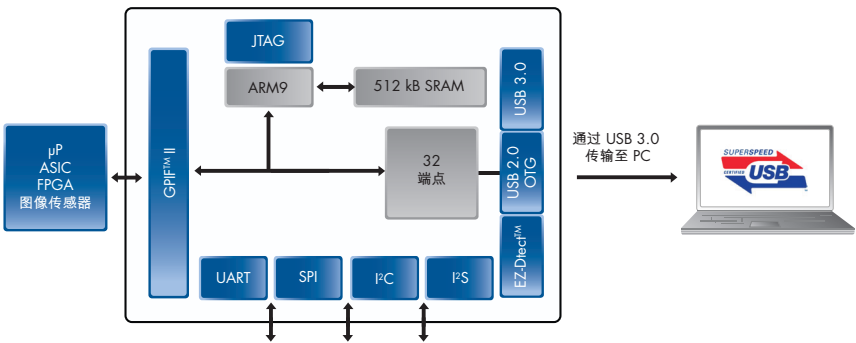 JTAG
ARM9
512 kB SRAM
USB 3.0
µP
ASIC
FPGA
图像传感器
GPIF™ II
32
端点
USB 2.0
OTG
通过 USB 3.0
传输至 PC
SUPERSPEED
CERTIFIED
USB
™
EZ-Dtect™
UART
SPI
I²C
I²S